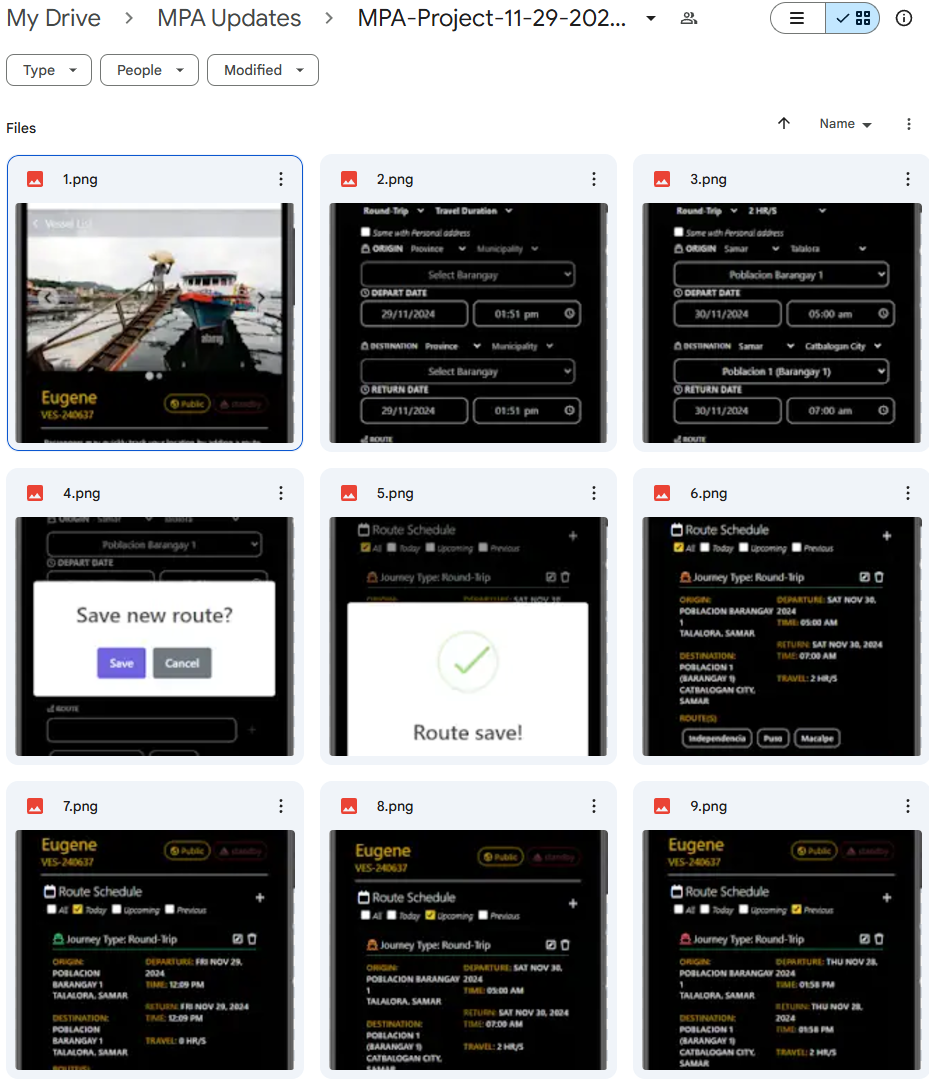 My Drive > MPA Updates > MPA-Project-11-29-202...
Type People Modified
Files
Name
1.png
Vessel List
Eugene
VES-240637
Public standby
2.png
Round-Trip Travel Duration
Same with Personal address
ORIGIN Province Municipality
Select Barangay
DEPART DATE
29/11/2024 01:51 pm
DESTINATION Province Municipality
Select Barangay
RETURN DATE
29/11/2024 01:51 pm
ROUTE
3.png
Round-Trip 2 HR/S
Same with Personal address
ORIGIN Samar Talalora
Poblacion Barangay 1
DEPART DATE
30/11/2024 05:00 am
DESTINATION Samar Catbalogan City
Poblacion 1 (Barangay 1)
RETURN DATE
30/11/2024 07:00 am
ROUTE
4.png
ORIGIN Samar Talalora
Poblacion Barangay 1
DEPART DATE
Save new route?
Save Cancel
ROUTE
5.png
Route Schedule
All Today Upcoming Previous
Journey Type: Round-Trip
Route save!
6.png
Route Schedule
All Today Upcoming Previous
Journey Type: Round-Trip
ORIGIN:
POBLACION BARANGAY
1
TALALORA, SAMAR
DESTINATION:
POBLACION 1
(BARANGAY 1)
CATBALOGAN CITY,
SAMAR
DEPARTURE: SAT NOV 30,
2024
TIME: 05:00 AM
RETURN: SAT NOV 30, 2024
TIME: 07:00 AM
TRAVEL: 2 HR/S
ROUTE(S)
Independencia Puso Macalpe
7.png
Eugene
VES-240637
Public standby
Route Schedule
All Today Upcoming Previous
Journey Type: Round-Trip
ORIGIN:
POBLACION
BARANGAY 1
TALALORA, SAMAR
DESTINATION:
POBLACION
BARANGAY 1
TALALORA, SAMAR
DEPARTURE: FRI NOV 29,
2024
TIME: 12:09 PM
RETURN: FRI NOV 29, 2024
TIME: 12:09 PM
TRAVEL: 0 HR/S
ROUTE(S)
8.png
Eugene
VES-240637
Public standby
Route Schedule
All Today Upcoming Previous
Journey Type: Round-Trip
ORIGIN:
POBLACION BARANGAY
1
TALALORA, SAMAR
DESTINATION:
POBLACION 1
(BARANGAY 1)
CATBALOGAN CITY,
DEPARTURE: SAT NOV 30,
2024
TIME: 05:00 AM
RETURN: SAT NOV 30, 2024
TIME: 07:00 AM
TRAVEL: 2 HR/S
9.png
Eugene
VES-240637
Public standby
Route Schedule
All Today Upcoming Previous
Journey Type: Round-Trip
ORIGIN:
POBLACION BARANGAY
1
TALALORA, SAMAR
DESTINATION:
POBLACION 1
(BARANGAY 1)
CATBALOGAN CITY,
DEPARTURE: THU NOV 28,
2024
TIME: 01:58 PM
RETURN: THU NOV 28,
2024
TIME: 01:58 PM
TRAVEL: 2 HR/S